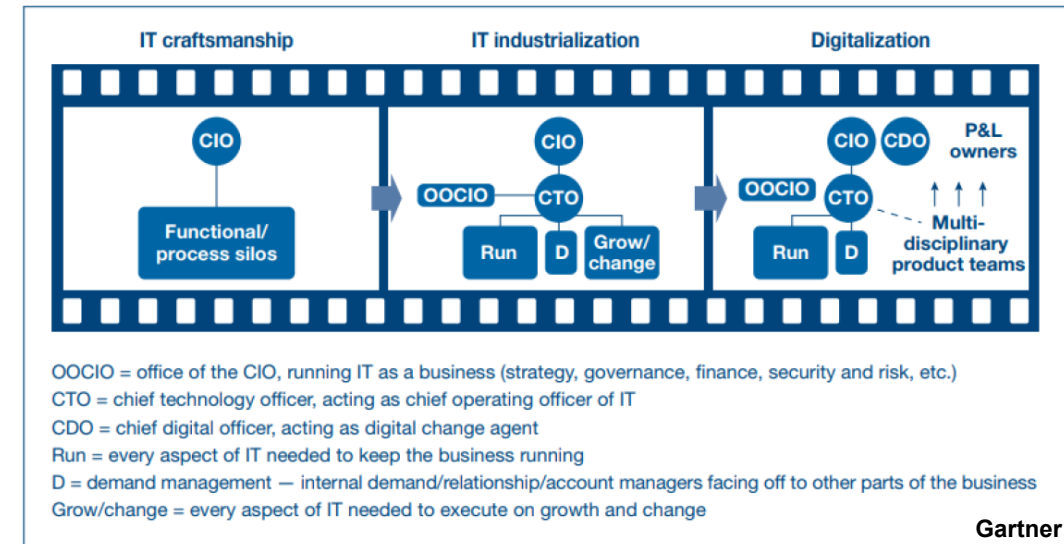 IT craftsmanship
IT industrialization
Digitalization
CIO
Functional/
process silos
CIO
OOCIO
CTO
Run
D
Grow/
change
CIO
CDO
P&L
owners
OOCIO
CTO
Run
D
Multi-
disciplinary
product teams
OOCIO = office of the CIO, running IT as a business (strategy, governance, finance, security and risk, etc.)
CTO = chief technology officer, acting as chief operating officer of IT
CDO = chief digital officer, acting as digital change agent
Run = every aspect of IT needed to keep the business running
D = demand management — internal demand/relationship/account managers facing off to other parts of the business
Grow/change = every aspect of IT needed to execute on growth and change
Gartner